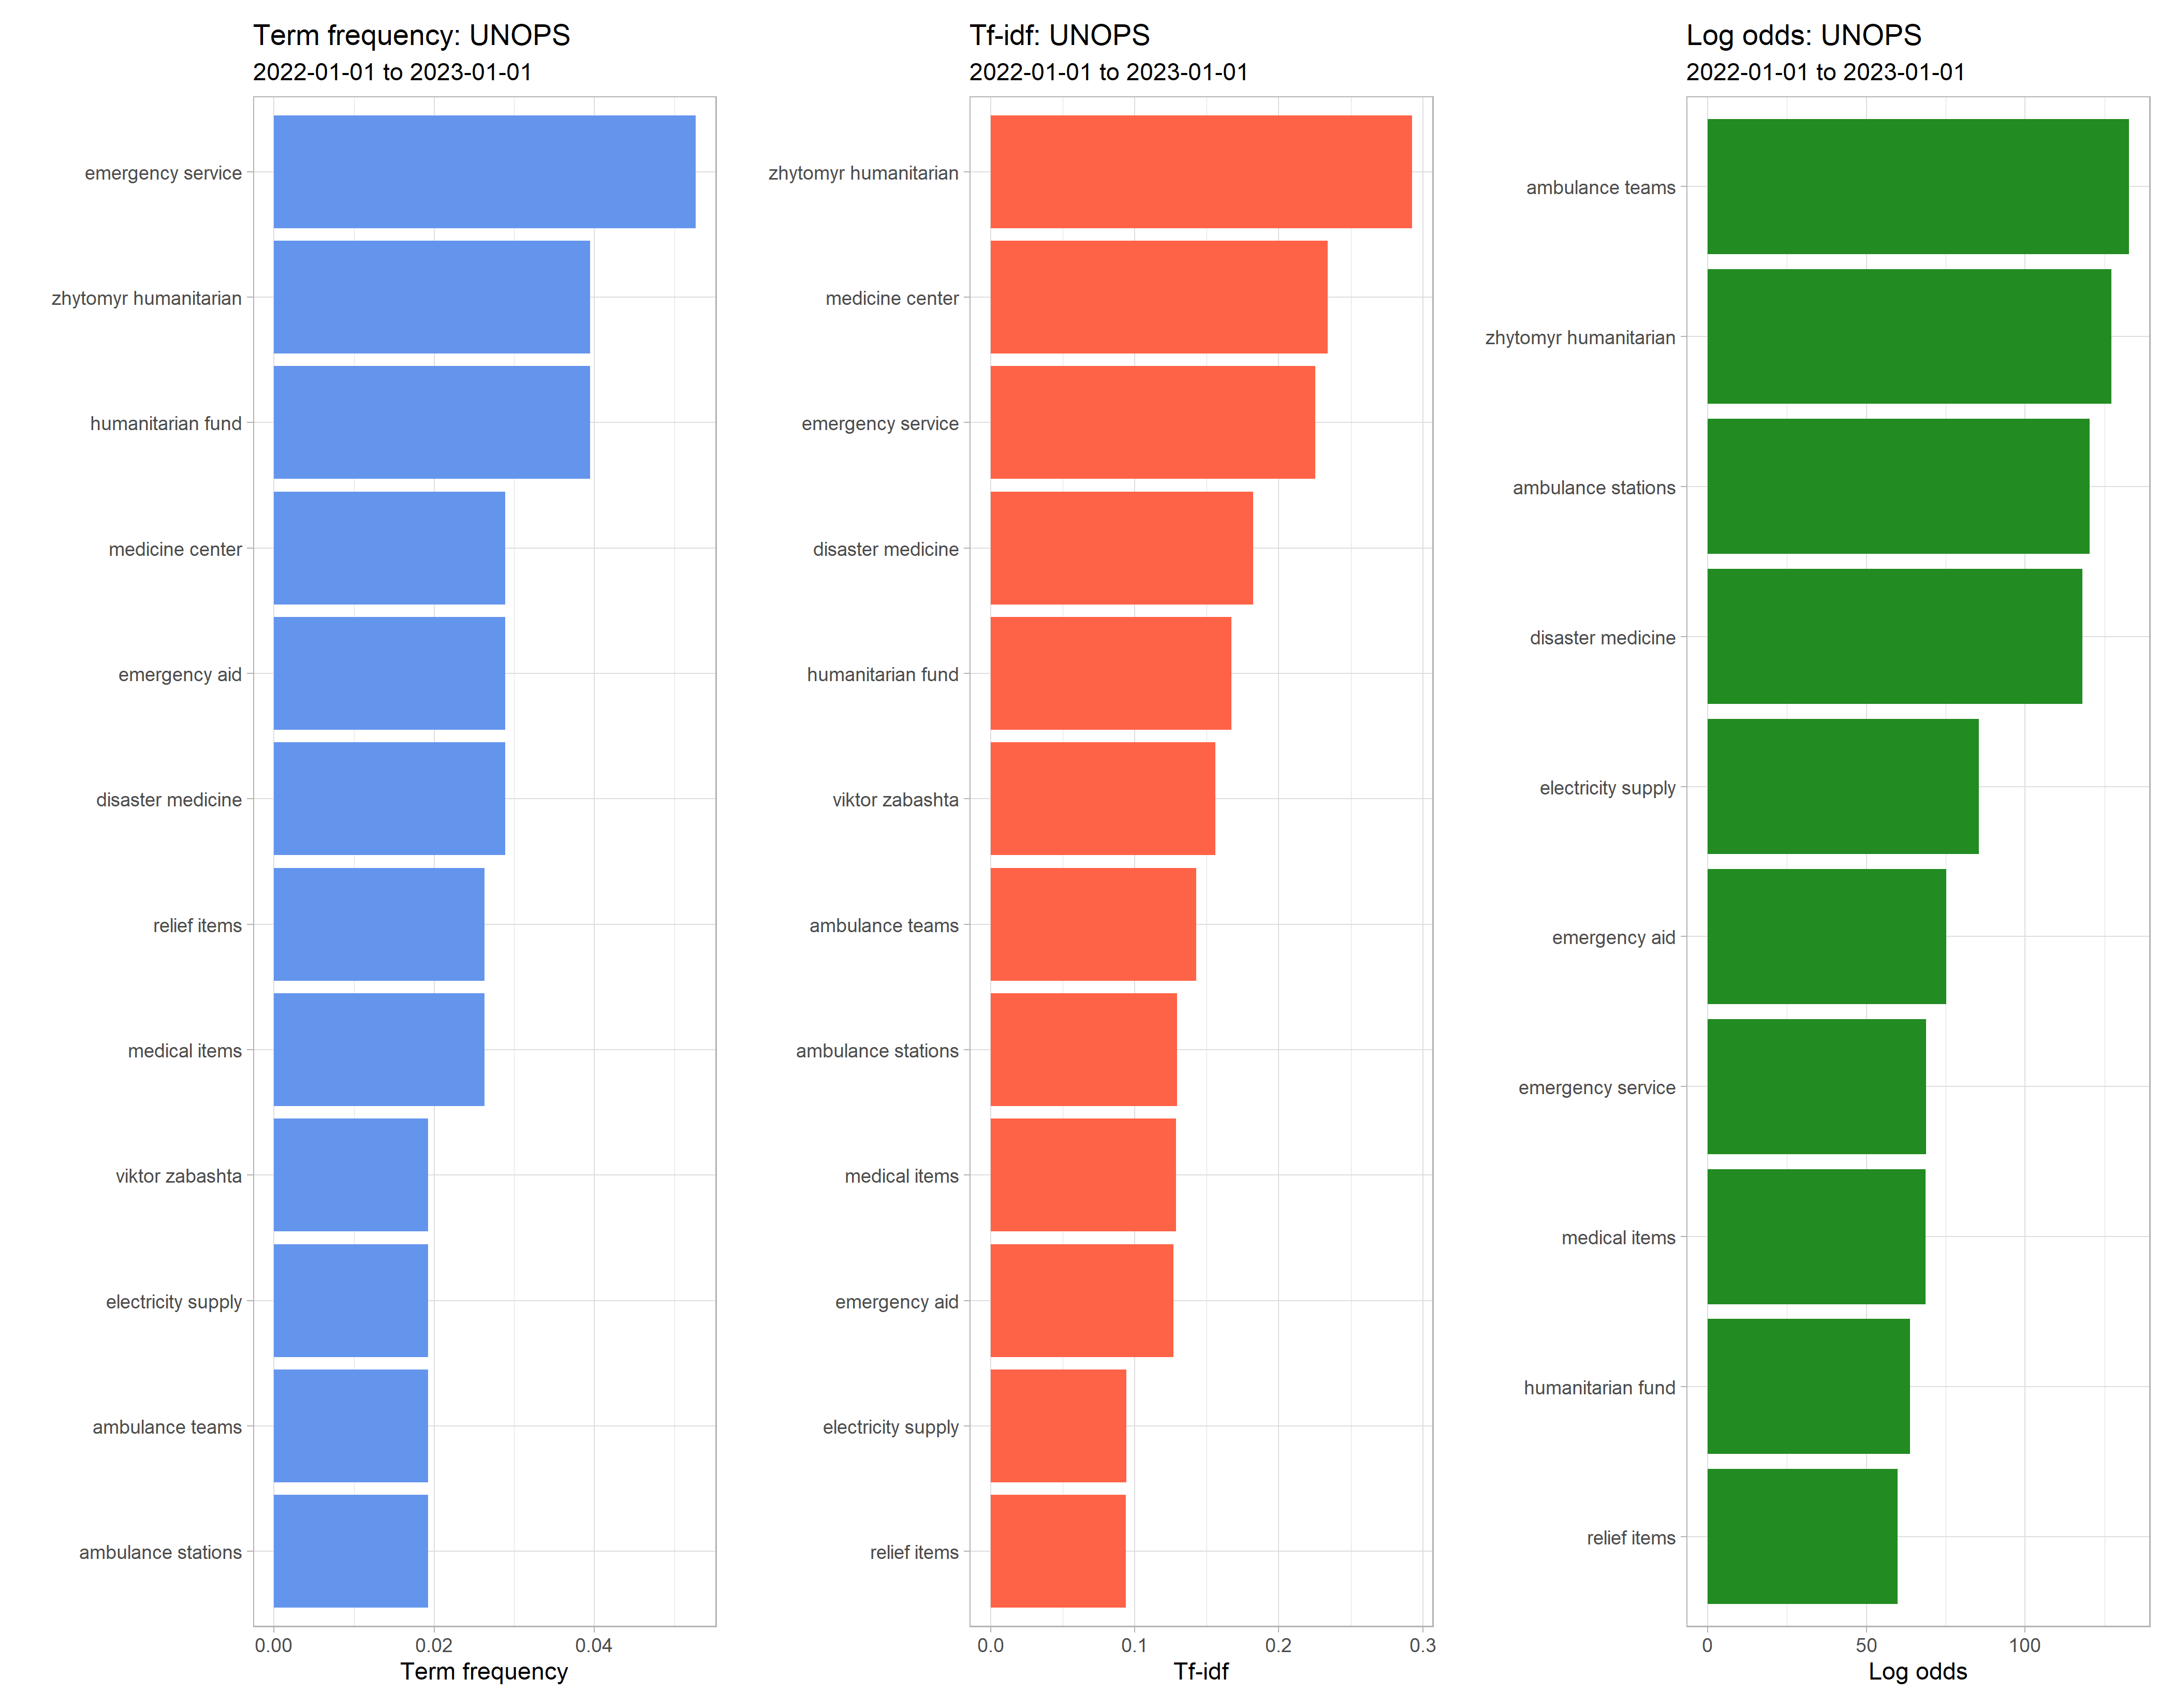 Term frequency: UNOPS
2022-01-01 to 2023-01-01
emergency service
zhytomyr humanitarian
humanitarian fund
medicine center
emergency aid
disaster medicine
relief items
medical items
viktor zabashta
electricity supply
ambulance teams
ambulance stations
0.00 0.02 0.04
Term frequency
Tf-idf: UNOPS
2022-01-01 to 2023-01-01
zhytomyr humanitarian
medicine center
emergency service
disaster medicine
humanitarian fund
viktor zabashta
ambulance teams
ambulance stations
medical items
emergency aid
electricity supply
relief items
0.0 0.1 0.2 0.3
Tf-idf
Log odds: UNOPS
2022-01-01 to 2023-01-01
ambulance teams
zhytomyr humanitarian
ambulance stations
disaster medicine
electricity supply
emergency aid
emergency service
medical items
humanitarian fund
relief items
0 50 100
Log odds